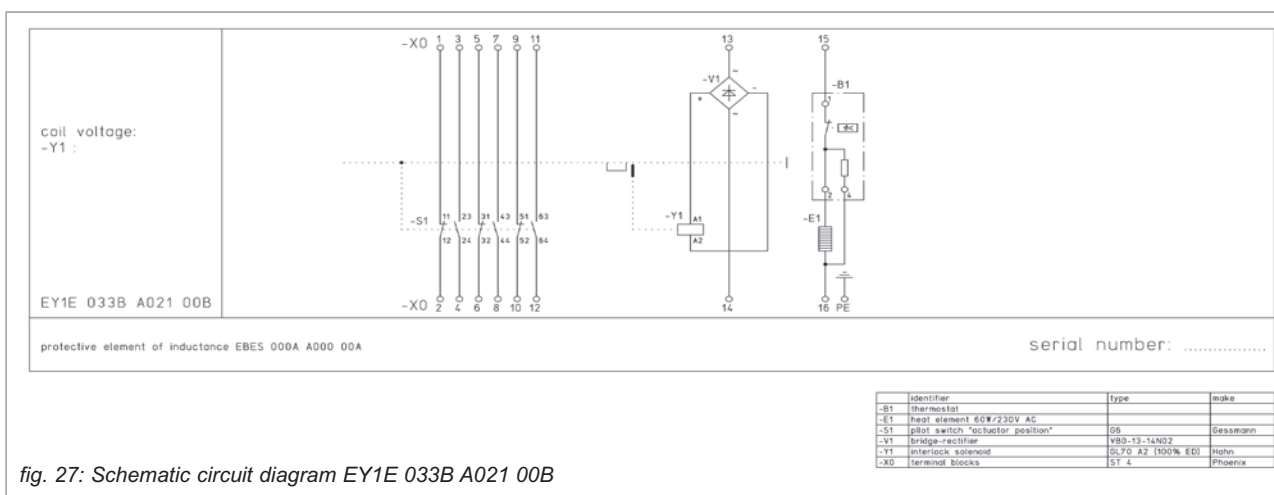 -X0 1 3 5 7 9 11 13 15
-V1 ~ - + ~
-B1
1
coil voltage:
-Y1 :
-S1 11 23 31 43 51 63
12 24 32 44 52 64
-Y1 A1
A2
2 4
-E1
EY1E 033B A021 00B
-X0 2 4 6 8 10 12 14 16 PE
protective element of inductance EBES 000A A000 00A
serial number: ................
identifier type make
-B1 thermostat
-E1 heat element 60W/230V AC
-S1 pilot switch "actuator position" G6 Gessmann
-V1 bridge-rectifier VB0-13-14N02
-Y1 interlock solenoid GL70 A2 (100% ED) Hahn
-X0 terminal blocks ST 4 Phoenix
fig. 27: Schematic circuit diagram EY1E 033B A021 00B